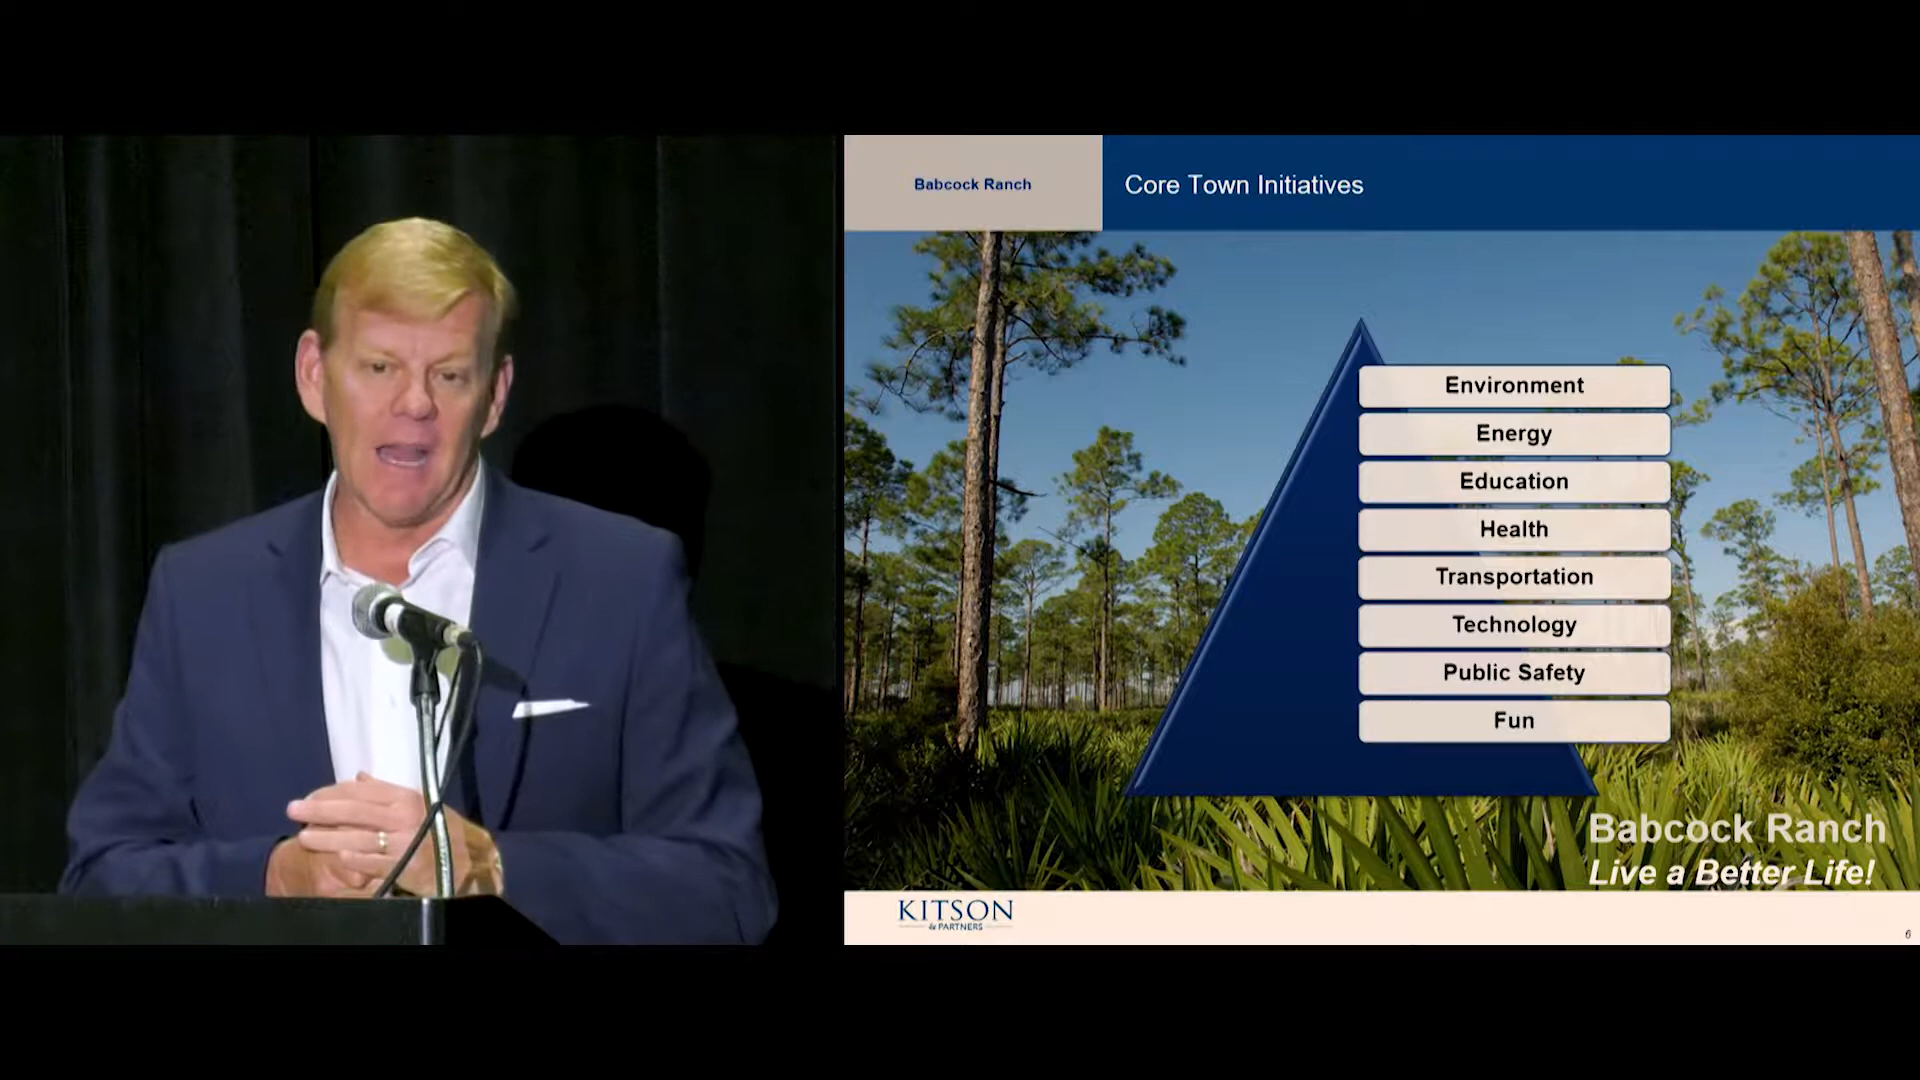 Babcock Ranch
Core Town Initiatives
Environment
Energy
Education
Health
Transportation
Technology
Public Safety
Fun
Babcock Ranch
Live a Better Life!
KITSON
& PARTNERS
6